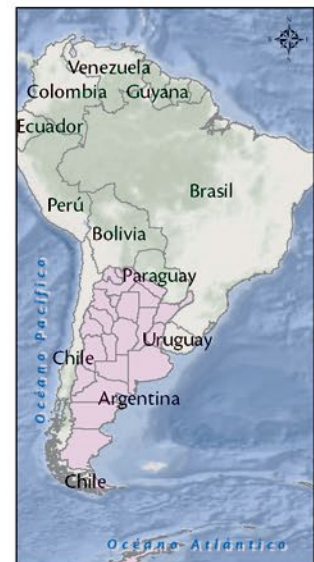 Venezuela
Colombia Guyana
Ecuador
Brasil
Perú
Bolivia
Paraguay
Uruguay
Chile
Argentina
Océano Pacífico
Chile
Océano Atlántico